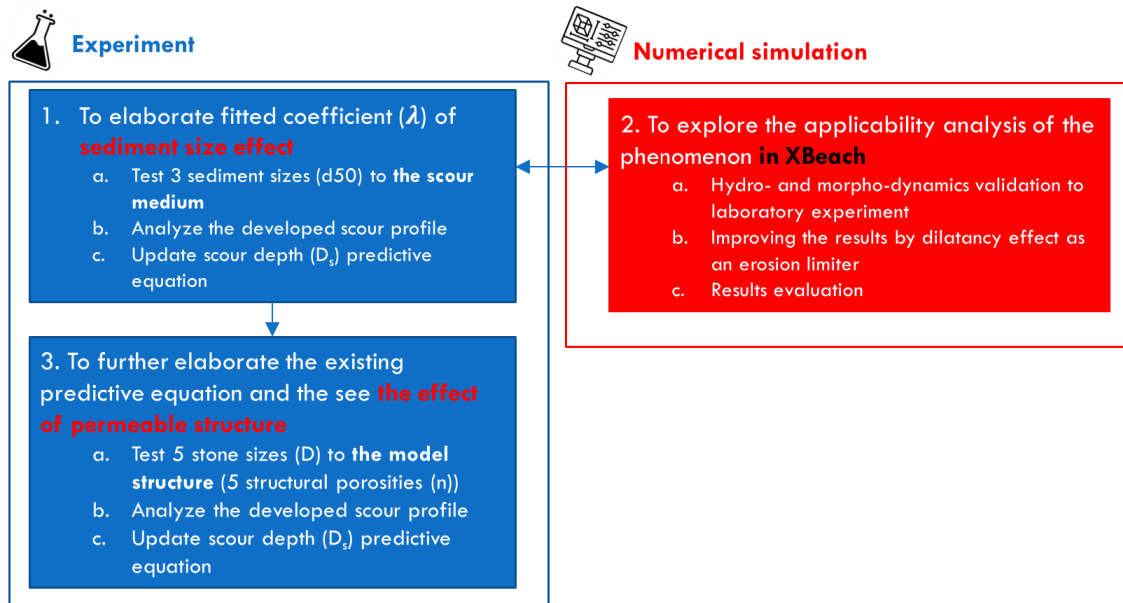 Experiment
1. To elaborate fitted coefficient (λ) of
sediment size effect
a. Test 3 sediment sizes (d50) to the scour
medium
b. Analyze the developed scour profile
c. Update scour depth (Dₛ) predictive
equation
3. To further elaborate the existing
predictive equation and the see the effect
of permeable structure
a. Test 5 stone sizes (D) to the model
structure (5 structural porosities (n))
b. Analyze the developed scour profile
c. Update scour depth (Dₛ) predictive
equation
Numerical simulation
2. To explore the applicability analysis of the
phenomenon in XBeach
a. Hydro- and morpho-dynamics validation to
laboratory experiment
b. Improving the results by dilatancy effect as
an erosion limiter
c. Results evaluation